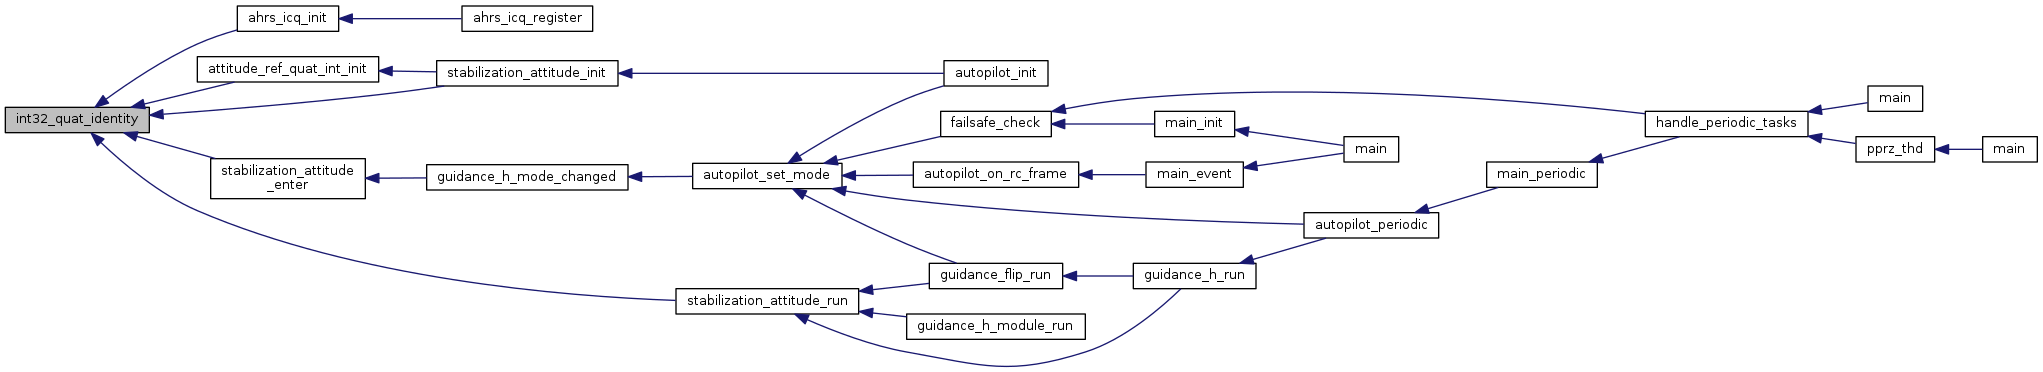 ahrs_icq_init
ahrs_icq_register
attitude_ref_quat_int_init
stabilization_attitude_init
autopilot_init
int32_quat_identity
failsafe_check
main_init
main
handle_periodic_tasks
main
pprz_thd
main
stabilization_attitude
_enter
guidance_h_mode_changed
autopilot_set_mode
autopilot_on_rc_frame
main_event
main_periodic
autopilot_periodic
guidance_flip_run
guidance_h_run
stabilization_attitude_run
guidance_h_module_run